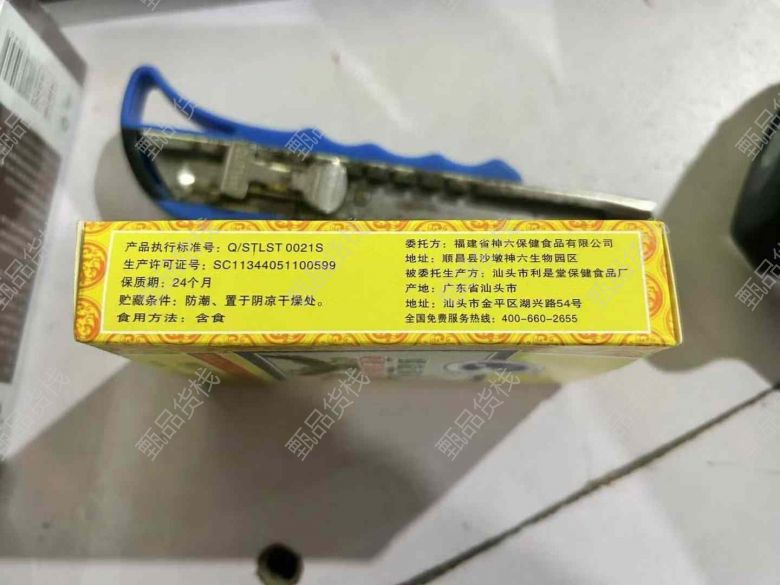 产品执行标准号：Q/STLST 0021S
生产许可证号：SC11344051100599
保质期：24个月
贮藏条件：防潮、置于阴凉干燥处。
食用方法：含食
委托方：福建省神六保健食品有限公司
地址：顺昌县沙墩神六生物园区
被委托生产方：汕头市利是堂保健食品厂
产地：广东省汕头市
地址：汕头市金平区湖兴路54号
全国免费服务热线：400-660-2655
甄品货栈